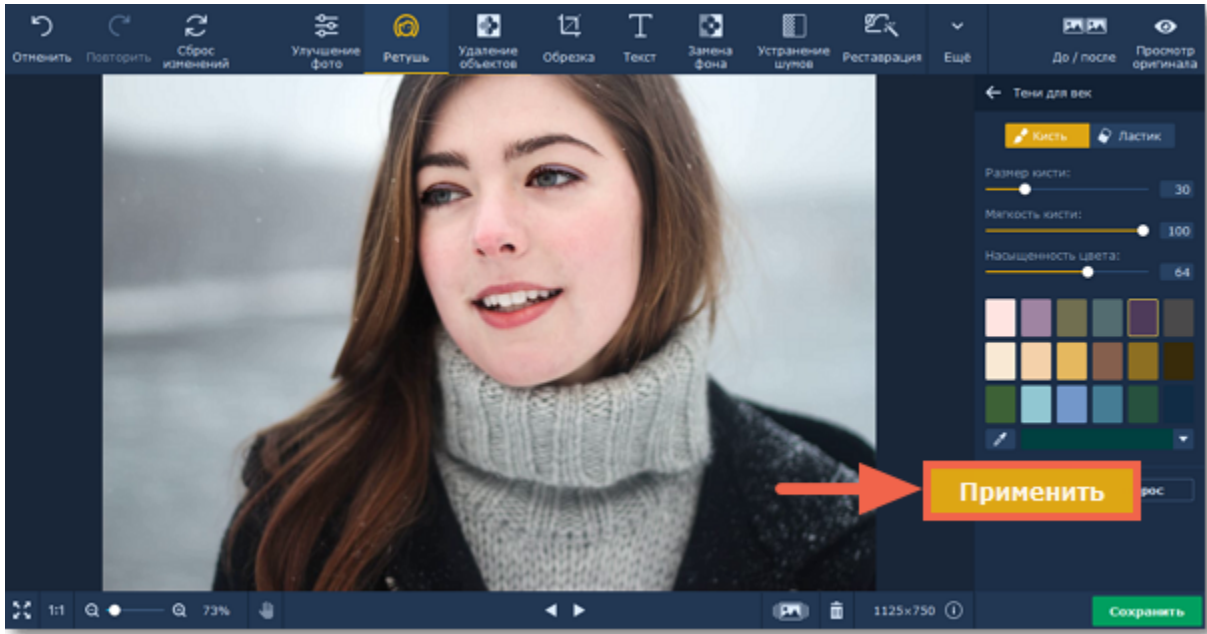 Отменить
Повторить
Сброс
изменений
Улучшение
фото
Ретушь
Удаление
объектов
Обрезка
Текст
Замена
фона
Устранение
шумов
Реставрация
Ещё
До / после
Просмотр
оригинала
Тени для век
Кисть
Ластик
Размер кисти:
30
Мягкость кисти:
100
Насыщенность цвета:
64
Применить
рос
1:1
73%
1125×750
Сохранить